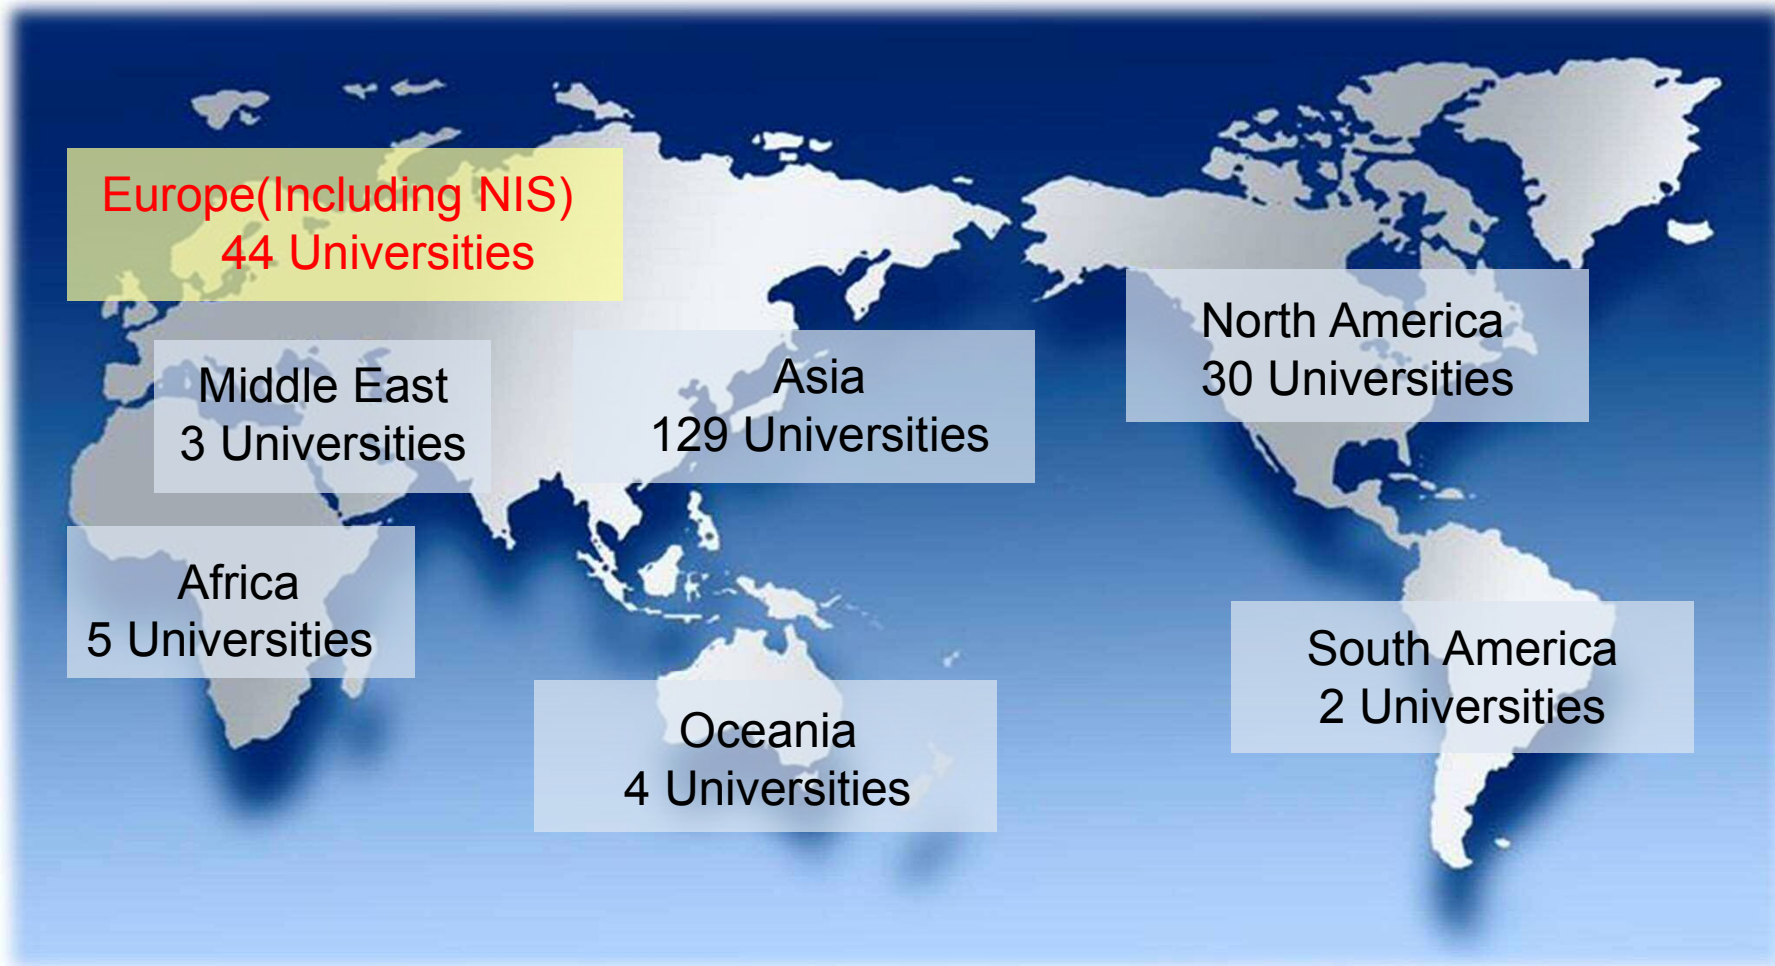 Europe(Including NIS)
44 Universities
Middle East
3 Universities
Asia
129 Universities
North America
30 Universities
Africa
5 Universities
Oceania
4 Universities
South America
2 Universities